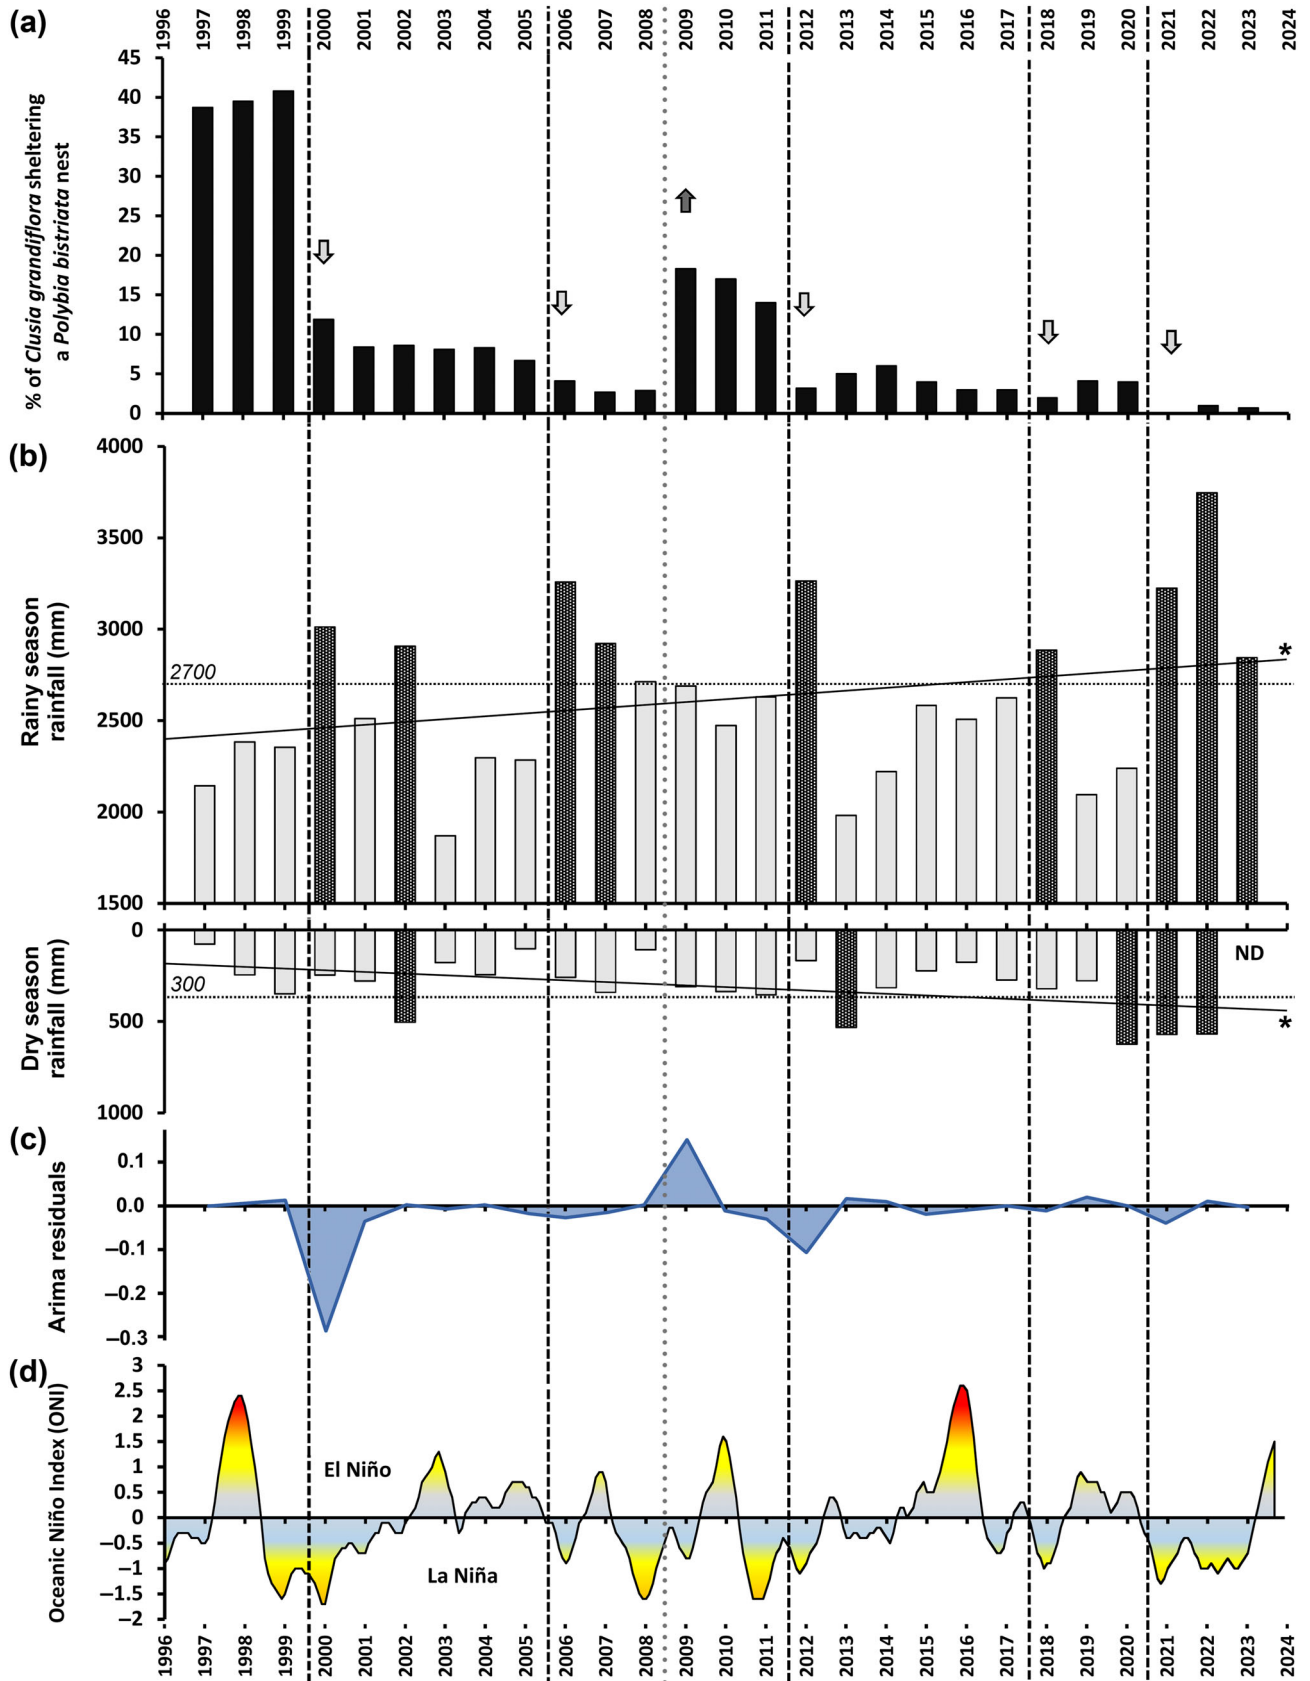 (a)
1996 1997 1998 1999 2000 2001 2002 2003 2004 2005 2006 2007 2008 2009 2010 2011 2012 2013 2014 2015 2016 2017 2018 2019 2020 2021 2022 2023 2024
% of Clusia grandiflora sheltering
a Polybia bistriata nest
45
40
35
30
25
20
15
10
5
0
(b)
Rainy season
rainfall (mm)
4000
3500
3000
2500
2000
1500
2700
*
Dry season
rainfall (mm)
0
500
1000
300
ND
*
(c)
Arima residuals
0.1
0.0
–0.1
–0.2
–0.3
(d)
Oceanic Niño Index (ONI)
3
2.5
2
1.5
1
0.5
0
–0.5
–1
–1.5
–2
El Niño
La Niña
1996 1997 1998 1999 2000 2001 2002 2003 2004 2005 2006 2007 2008 2009 2010 2011 2012 2013 2014 2015 2016 2017 2018 2019 2020 2021 2022 2023 2024